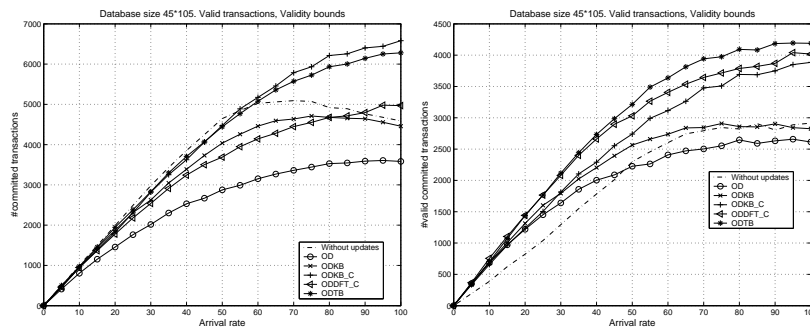 Database size 45*105. Valid transactions, Validity bounds
7000
6000
5000
4000
3000
2000
1000
0
#committed transactions
0 10 20 30 40 50 60 70 80 90 100
Arrival rate
Without updates
OD
ODKB
ODKB_C
ODDFT_C
ODTB
Database size 45*105. Valid transactions, Validity bounds
4500
4000
3500
3000
2500
2000
1500
1000
500
0
#valid committed transactions
0 10 20 30 40 50 60 70 80 90
Arrival rate
Without updates
OD
ODKB
ODKB_C
ODDFT_C
ODTB